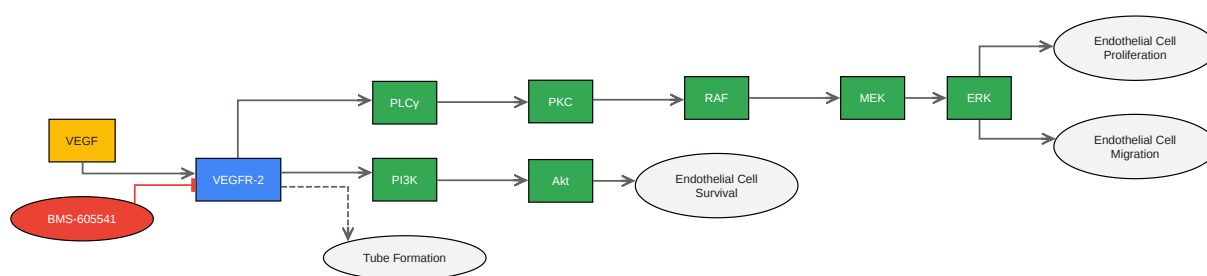 Endothelial Cell
Proliferation
PLCγ
PKC
RAF
MEK
ERK
VEGF
Endothelial Cell
Migration
VEGFR-2
PI3K
Akt
Endothelial Cell
Survival
BMS-605541
Tube Formation